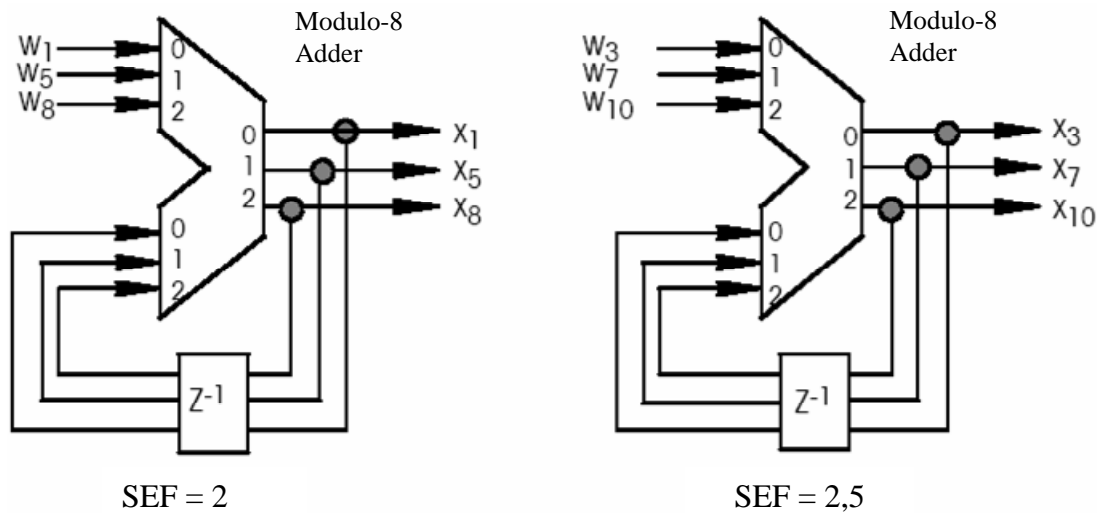 Modulo-8
Adder
W1
W5
W8
0
1
2
0
1
2
X1
X5
X8
0
1
2
Z-1
SEF = 2
Modulo-8
Adder
W3
W7
W10
0
1
2
0
1
2
X3
X7
X10
0
1
2
Z-1
SEF = 2,5